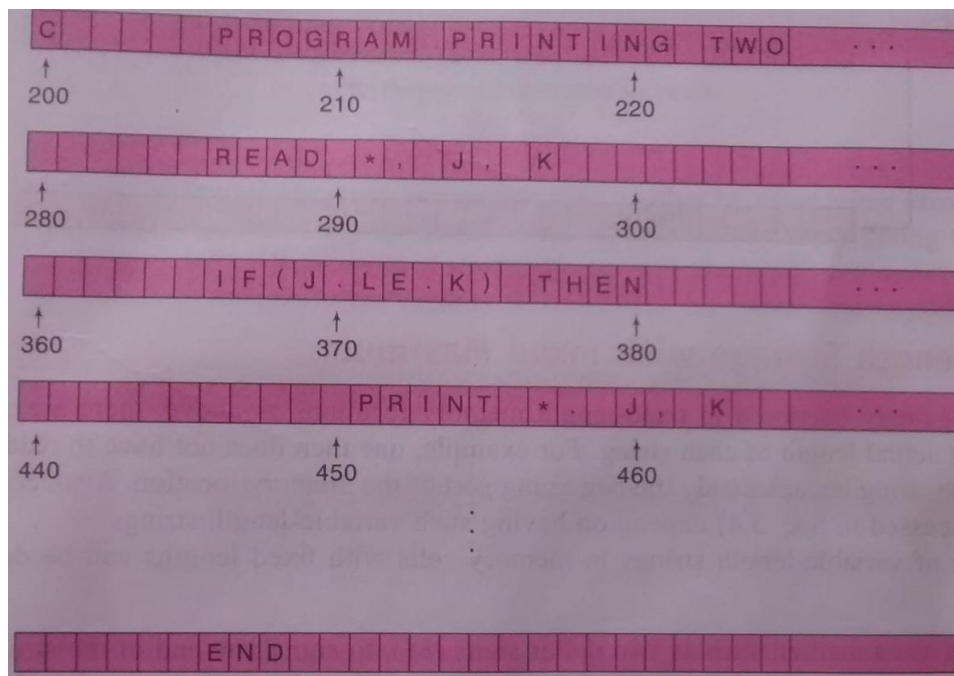 C PROGRAM PRINTING TWO ...
200 210 220
READ *, J, K ...
280 290 300
IF(J.LE.K) THEN ...
360 370 380
PRINT *. J K ...
440 450 460
END